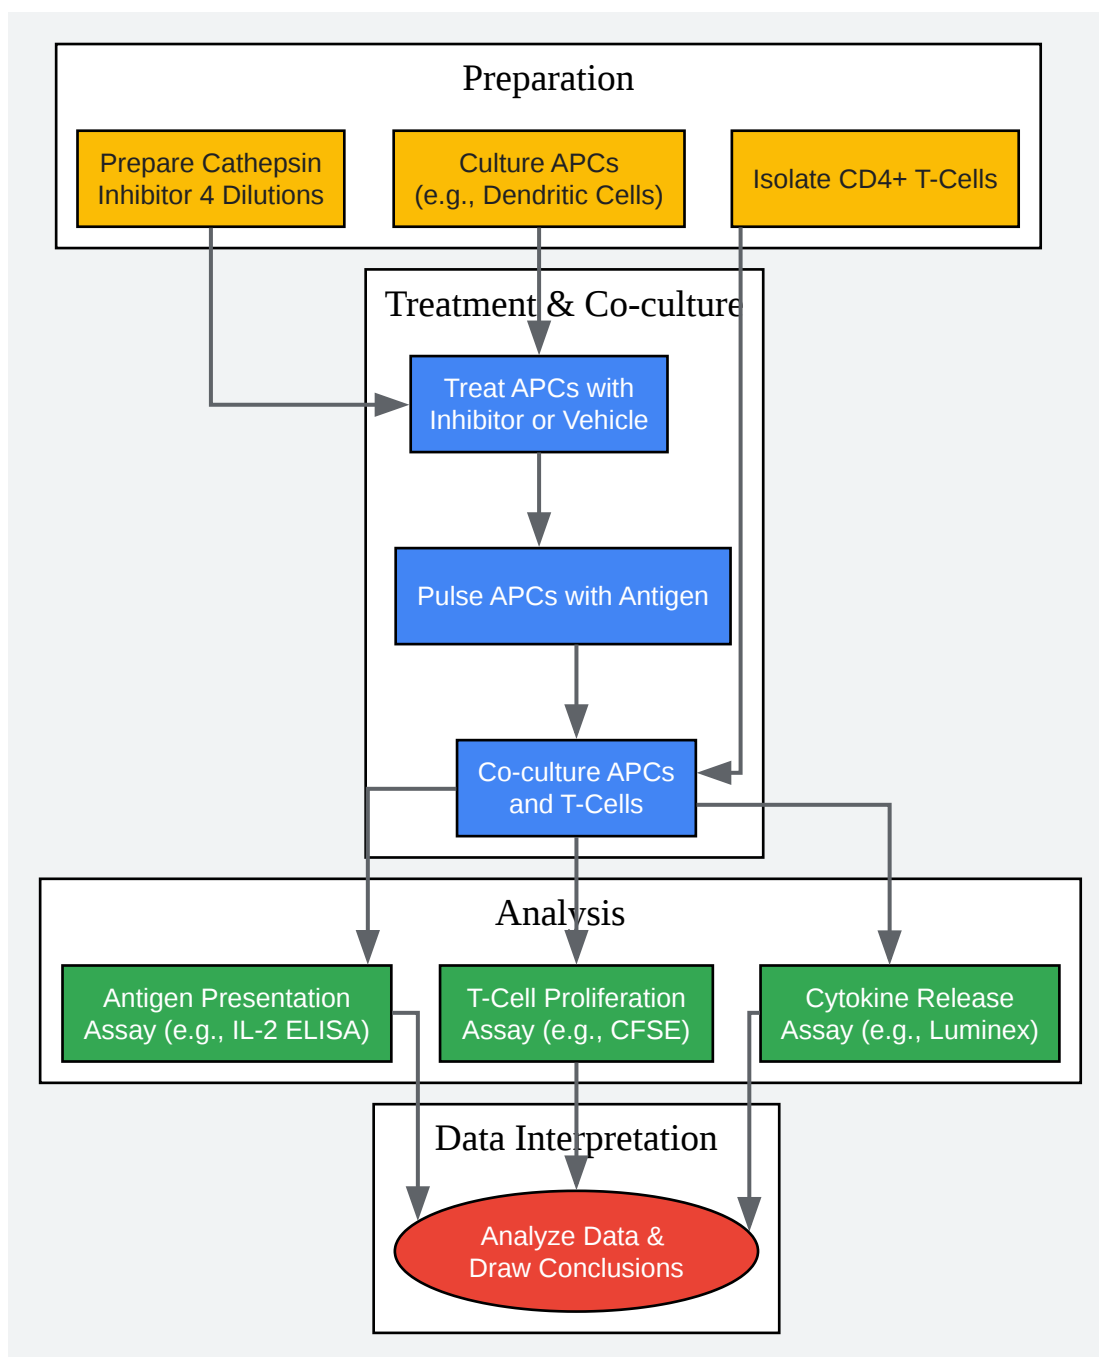 Preparation
Prepare Cathepsin
Inhibitor 4 Dilutions
Culture APCs
(e.g., Dendritic Cells)
Isolate CD4+ T-Cells
Treatment & Co-culture
Treat APCs with
Inhibitor or Vehicle
Pulse APCs with Antigen
Co-culture APCs
and T-Cells
Analysis
Antigen Presentation
Assay (e.g., IL-2 ELISA)
T-Cell Proliferation
Assay (e.g., CFSE)
Cytokine Release
Assay (e.g., Luminex)
Data Interpretation
Analyze Data &
Draw Conclusions